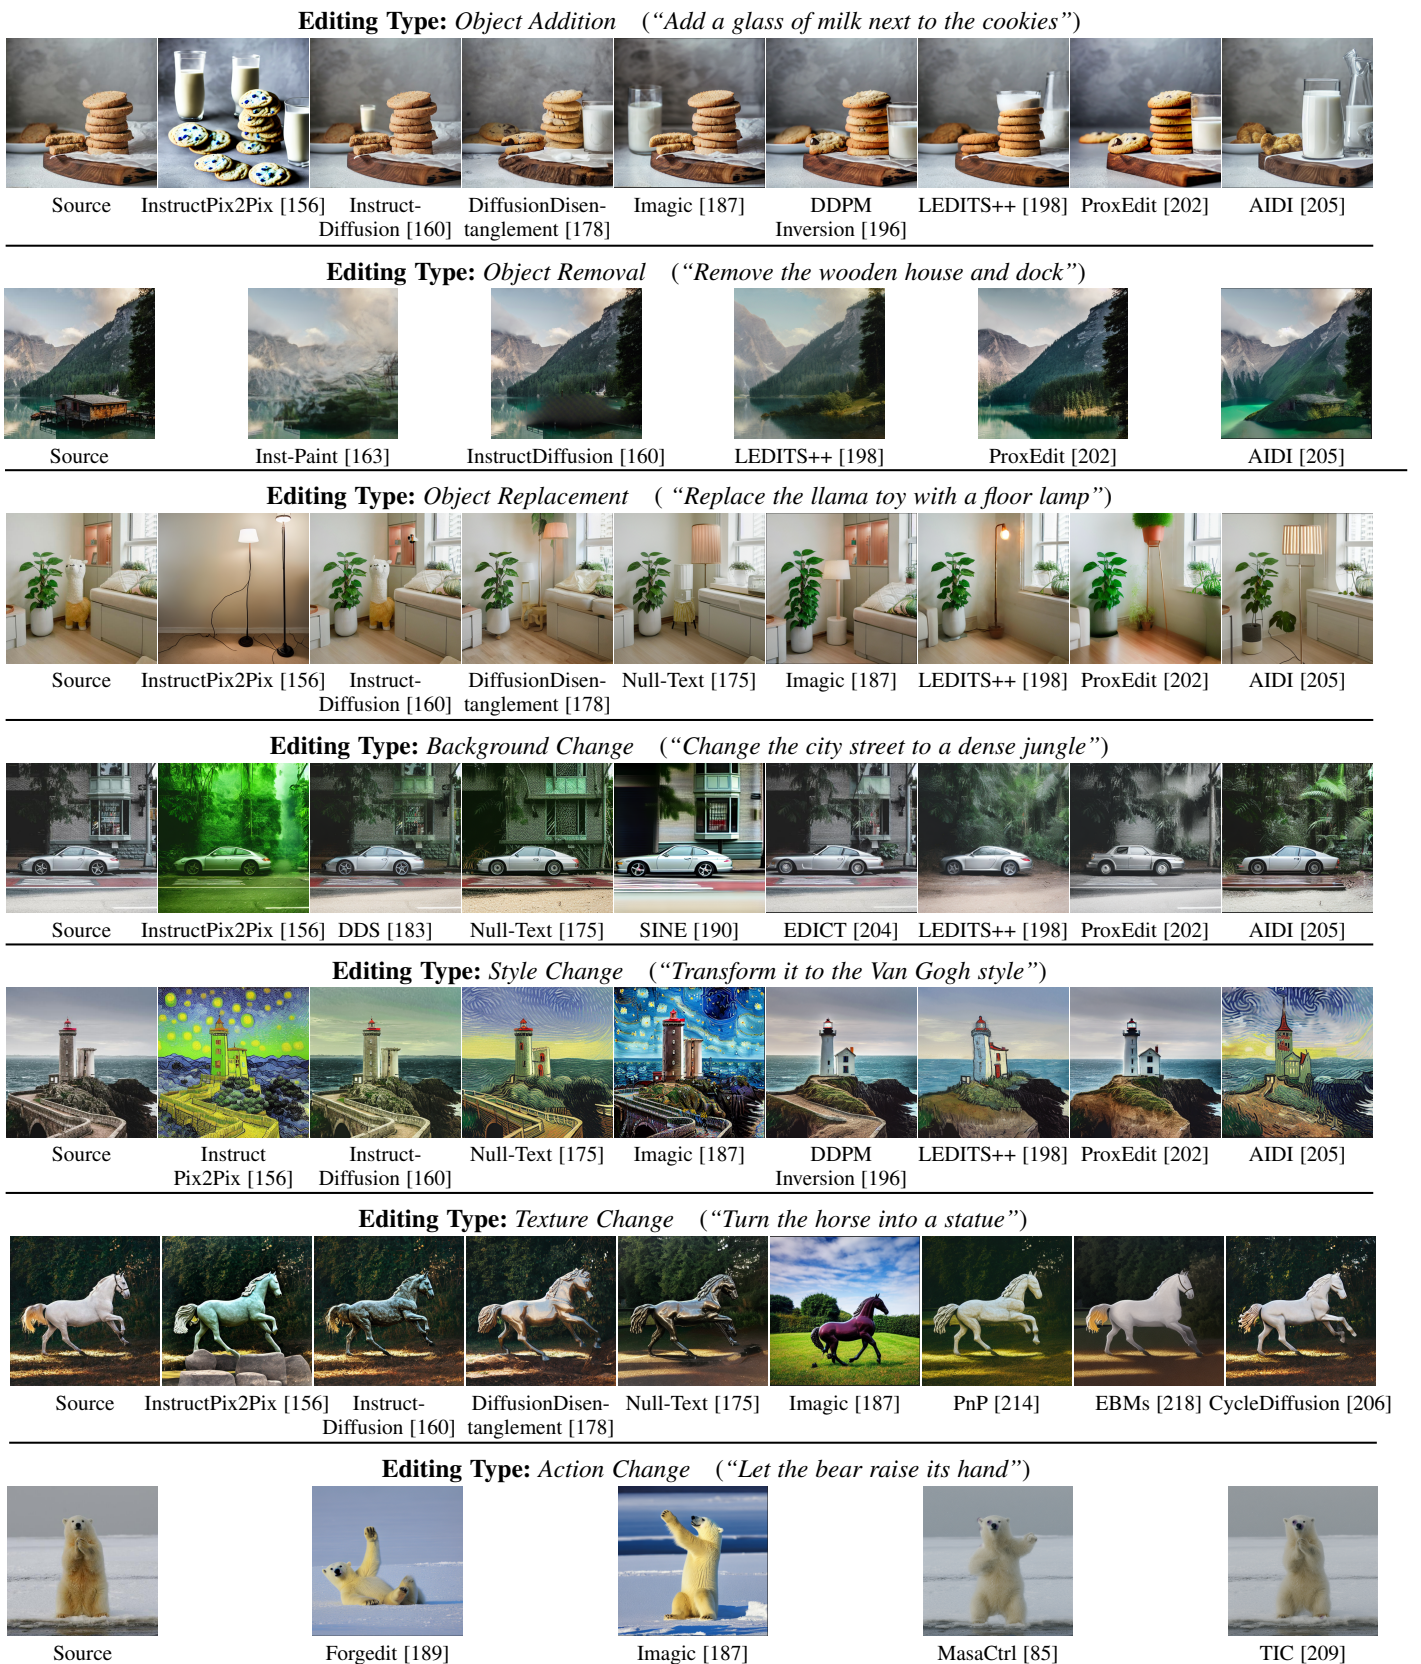 Editing Type: Object Addition (“Add a glass of milk next to the cookies”)
Source InstructPix2Pix [156] Instruct- DiffusionDisen- Imagic [187] DDPM LEDITS++ [198] ProxEdit [202] AIDI [205]
Diffusion [160] tanglement [178] Inversion [196]
Editing Type: Object Removal (“Remove the wooden house and dock”)
Source Inst-Paint [163] InstructDiffusion [160] LEDITS++ [198] ProxEdit [202] AIDI [205]
Editing Type: Object Replacement ( “Replace the llama toy with a floor lamp”)
Source InstructPix2Pix [156] Instruct- DiffusionDisen- Null-Text [175] Imagic [187] LEDITS++ [198] ProxEdit [202] AIDI [205]
Diffusion [160] tanglement [178]
Editing Type: Background Change (“Change the city street to a dense jungle”)
Source InstructPix2Pix [156] DDS [183] Null-Text [175] SINE [190] EDICT [204] LEDITS++ [198] ProxEdit [202] AIDI [205]
Editing Type: Style Change (“Transform it to the Van Gogh style”)
Source Instruct Instruct- Null-Text [175] Imagic [187] DDPM LEDITS++ [198] ProxEdit [202] AIDI [205]
Pix2Pix [156] Diffusion [160] Inversion [196]
Editing Type: Texture Change (“Turn the horse into a statue”)
Source InstructPix2Pix [156] Instruct- DiffusionDisen- Null-Text [175] Imagic [187] PnP [214] EBMs [218] CycleDiffusion [206]
Diffusion [160] tanglement [178]
Editing Type: Action Change (“Let the bear raise its hand”)
Source Forgedit [189] Imagic [187] MasaCtrl [85] TIC [209]